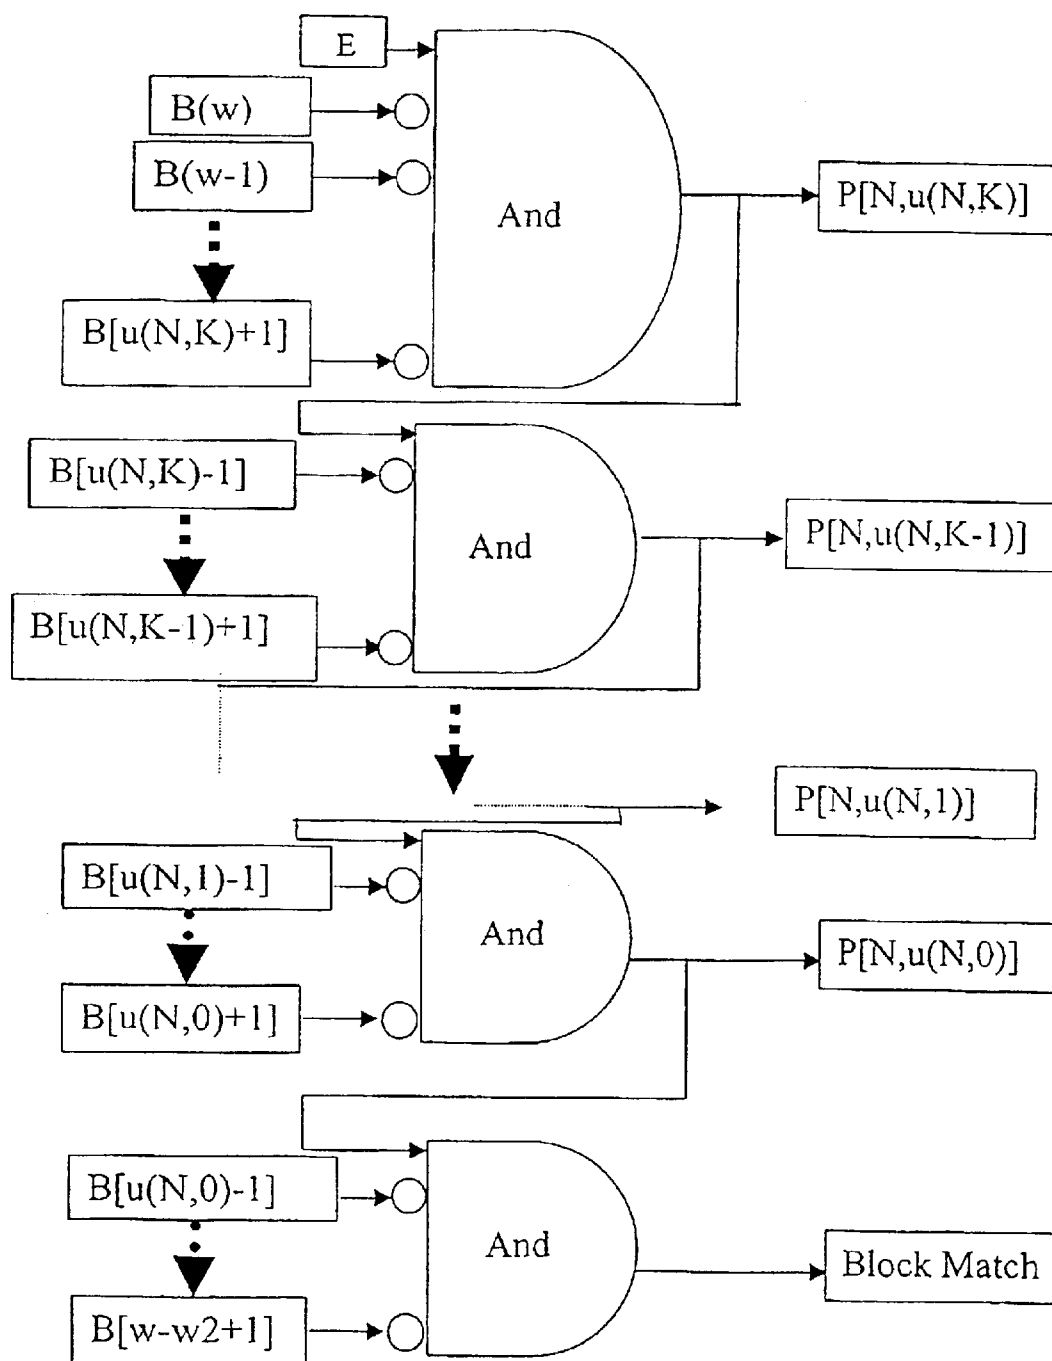 E
B(w)
B(w-1)
And
P[N,u(N,K)]
B[u(N,K)+1]
B[u(N,K)-1]
And
P[N,u(N,K-1)]
B[u(N,K-1)+1]
P[N,u(N,1)]
B[u(N,1)-1]
And
P[N,u(N,0)]
B[u(N,0)+1]
B[u(N,0)-1]
And
Block Match
B[w-w2+1]